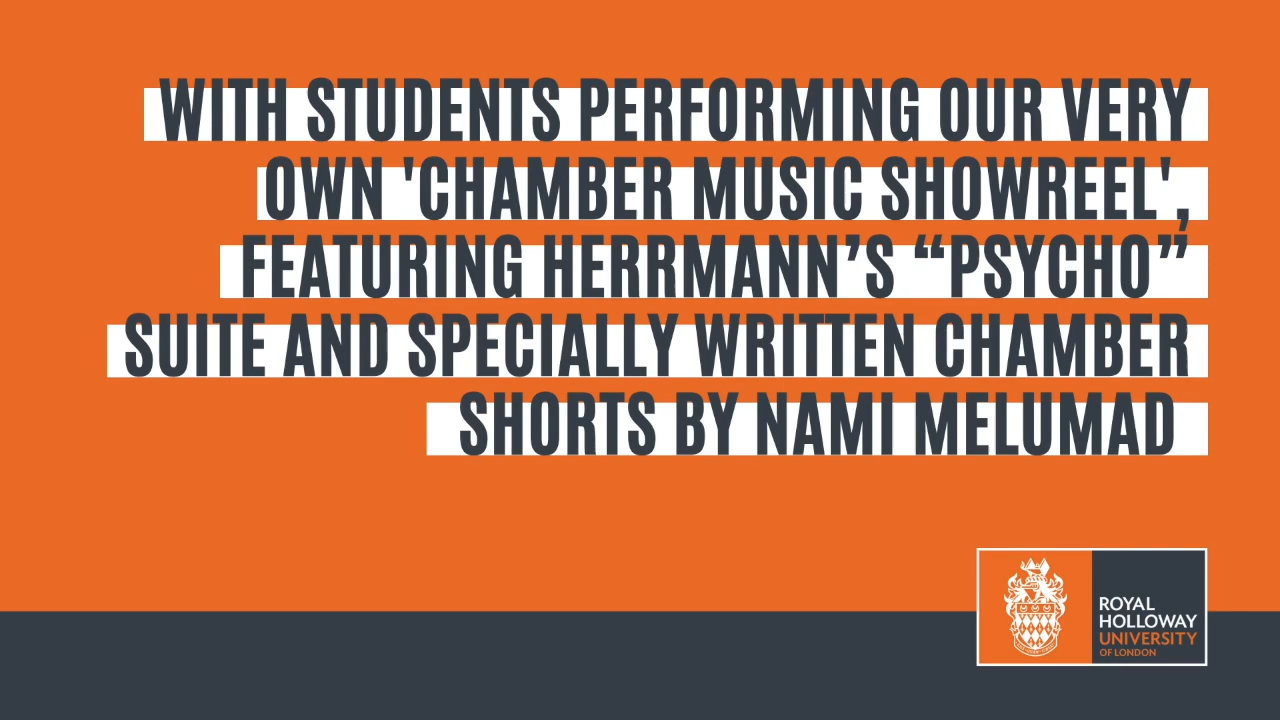 WITH STUDENTS PERFORMING OUR VERY
OWN 'CHAMBER MUSIC SHOWREEL',
FEATURING HERRMANN’S “PSYCHO”
SUITE AND SPECIALLY WRITTEN CHAMBER
SHORTS BY NAMI MELUMAD
ROYAL
HOLLOWAY
UNIVERSITY
OF LONDON